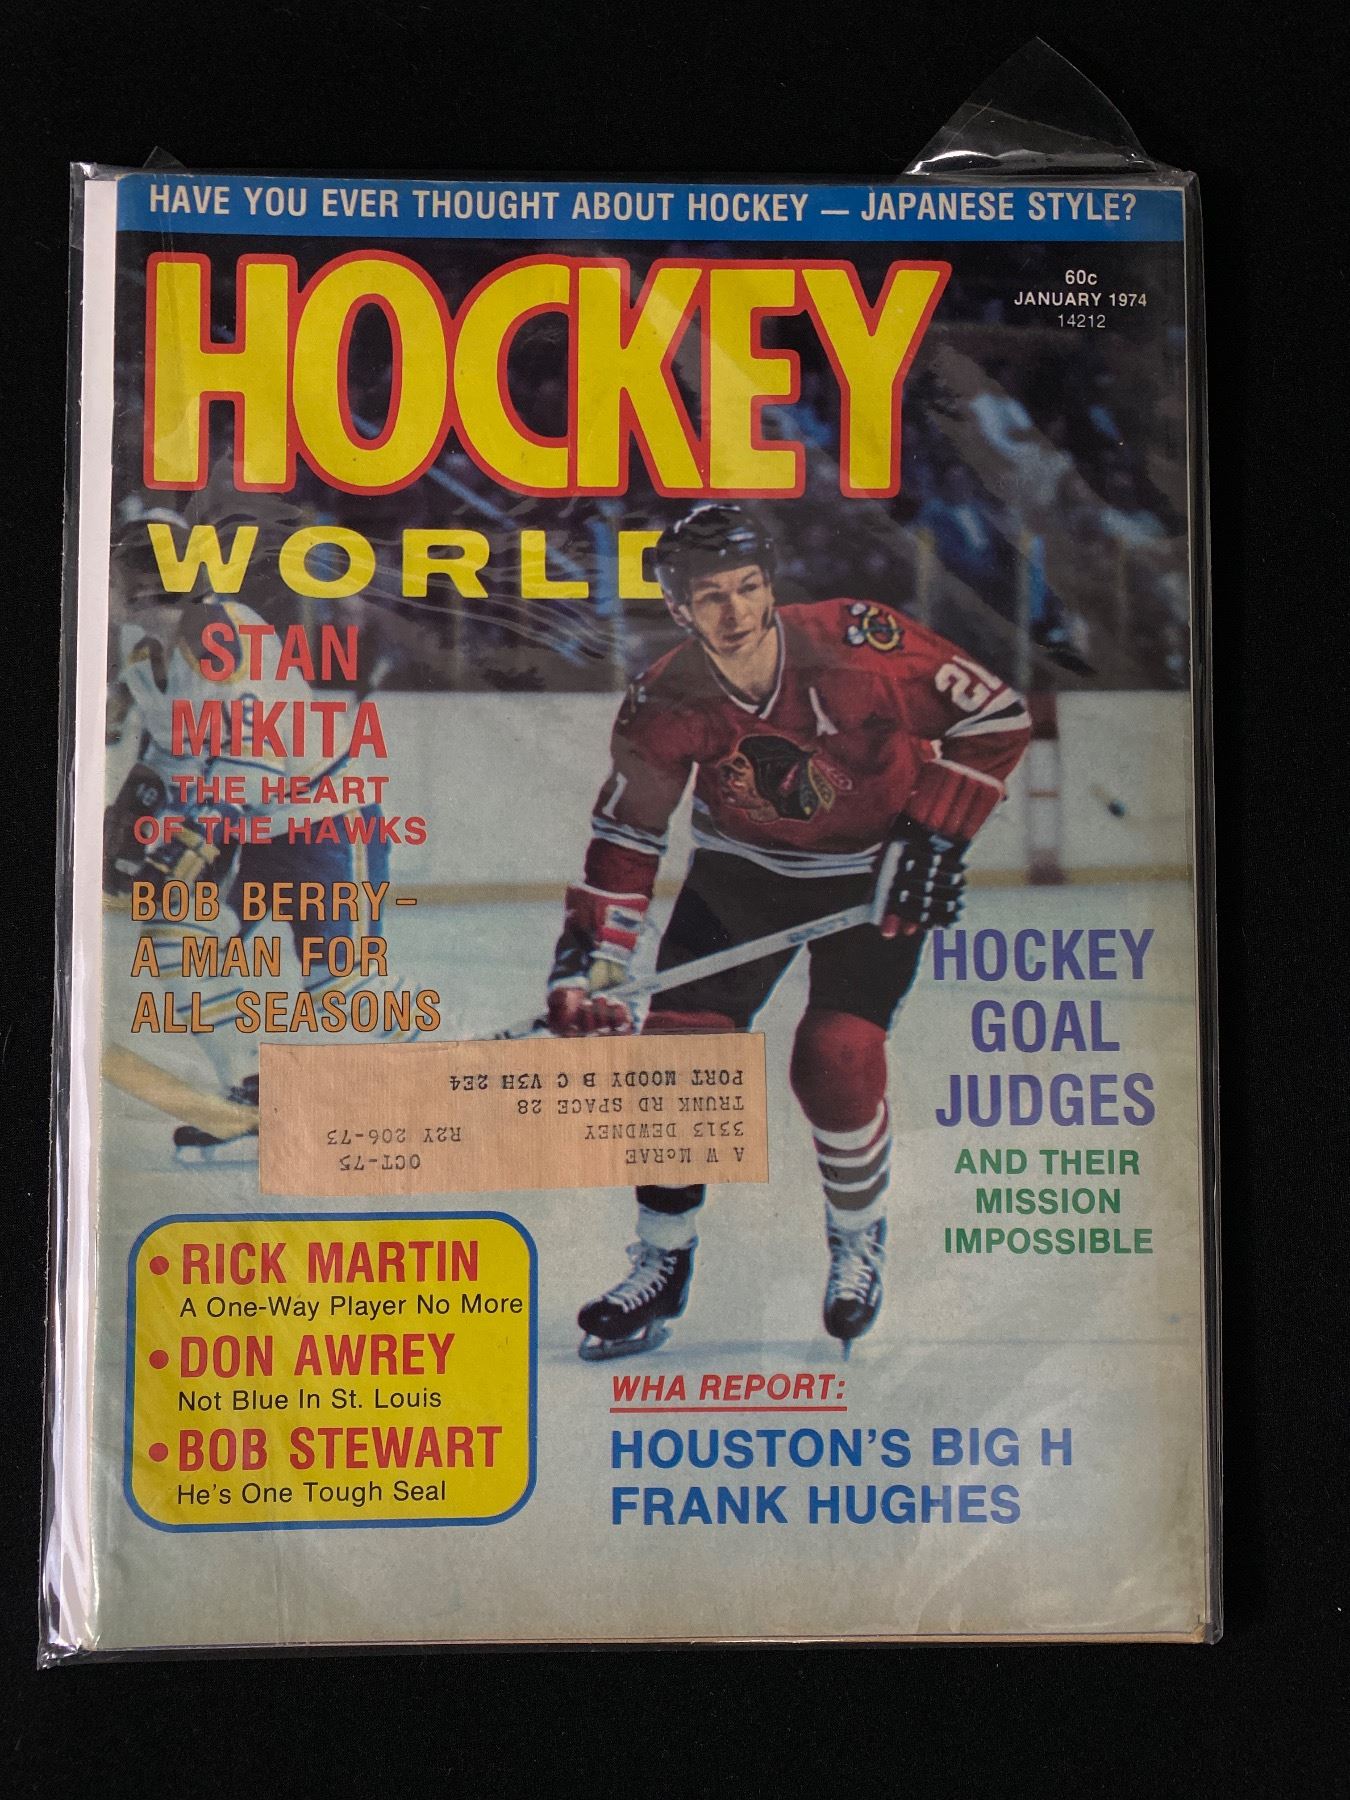 HAVE YOU EVER THOUGHT ABOUT HOCKEY — JAPANESE STYLE?
HOCKEY
WORLD
60c
JANUARY 1974
14212
STAN
MIKITA
THE HEART
OF THE HAWKS
BOB BERRY–
A MAN FOR
ALL SEASONS
21
1
A
HOCKEY
GOAL
JUDGES
AND THEIR
MISSION
IMPOSSIBLE
A W McRAE OCT-75
3313 DEWDNEY R2Y 206-73
TRUNK RD SPACE 28
PORT MOODY B C V3H 2E4
• RICK MARTIN
A One-Way Player No More
• DON AWREY
Not Blue In St. Louis
• BOB STEWART
He's One Tough Seal
WHA REPORT:
HOUSTON'S BIG H
FRANK HUGHES